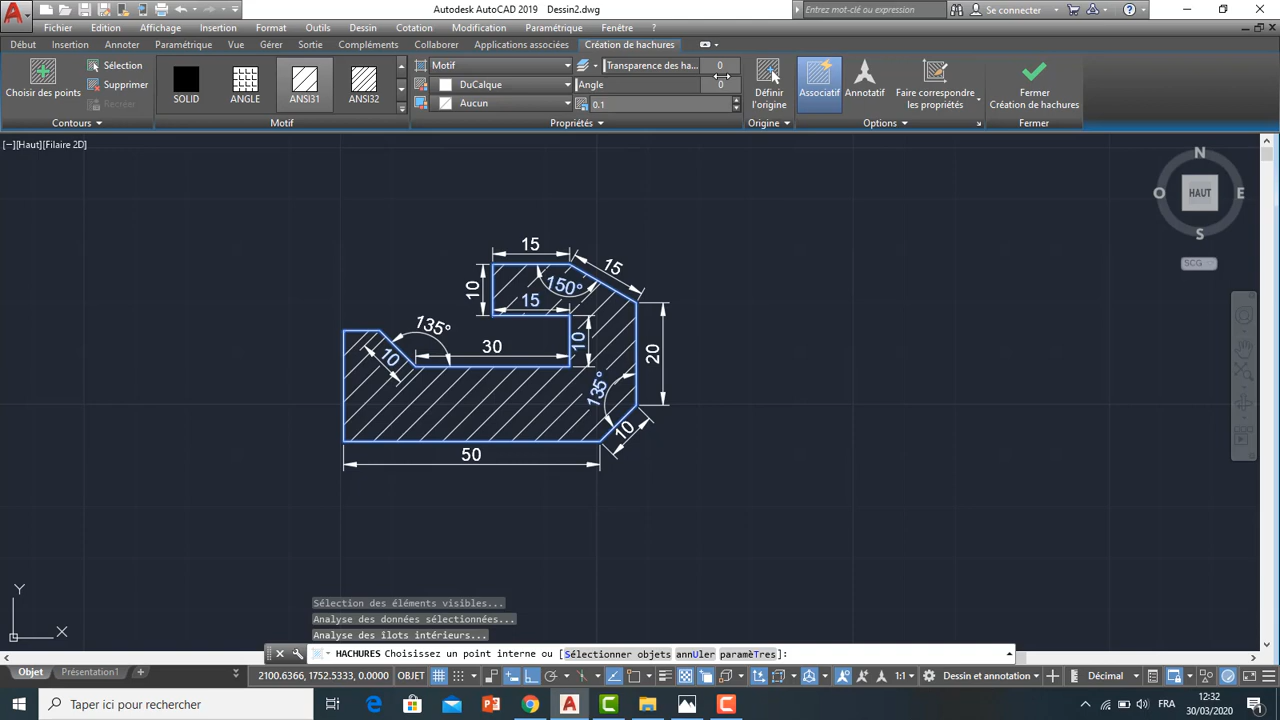 Autodesk AutoCAD 2019 Dessin2.dwg
Entrez mot-clé ou expression
Se connecter
Fichier Edition Affichage Insertion Format Outils Dessin Cotation Modification Paramétrique Fenêtre ?
Début Insertion Annoter Paramétrique Vue Gérer Sortie Compléments Collaborer Applications associées Création de hachures
Choisir des points
Sélection
Supprimer
Recréer
Contours
SOLID ANGLE ANSI31 ANSI32
Motif
Motif
DuCalque
Aucun
Transparence des ha... 0
Angle 0
0.1
Propriétés
Définir
l'origine
Origine
Associatif Annotatif
Faire correspondre
les propriétés
Options
Fermer
Création de hachures
Fermer
[−][Haut][Filaire 2D]
N
O HAUT E
S
SCG
15
15
10
150°
15
135°
10
30
10
20
135°
10
50
Y
X
Sélection des éléments visibles...
Analyse des données sélectionnées...
Analyse des îlots intérieurs...
HACHURES Choisissez un point interne ou [Sélectionner objets annUler paramèTres]:
Objet Présentation1 +
2100.6366, 1752.5333, 0.0000 OBJET
1:1
Dessin et annotation
Décimal
Taper ici pour rechercher
FRA
12:32
30/03/2020